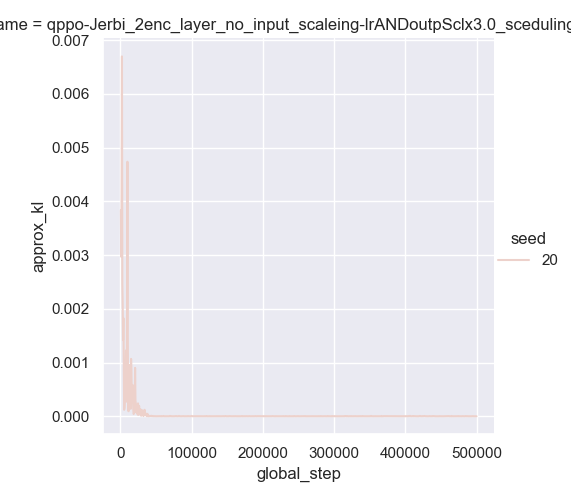 ame = qppo-Jerbi_2enc_layer_no_input_scaleing-lrANDoutpSclx3.0_sceduling
0.007
0.006
0.005
0.004
0.003
0.002
0.001
0.000
approx_kl
0 100000 200000 300000 400000 500000
global_step
seed
20